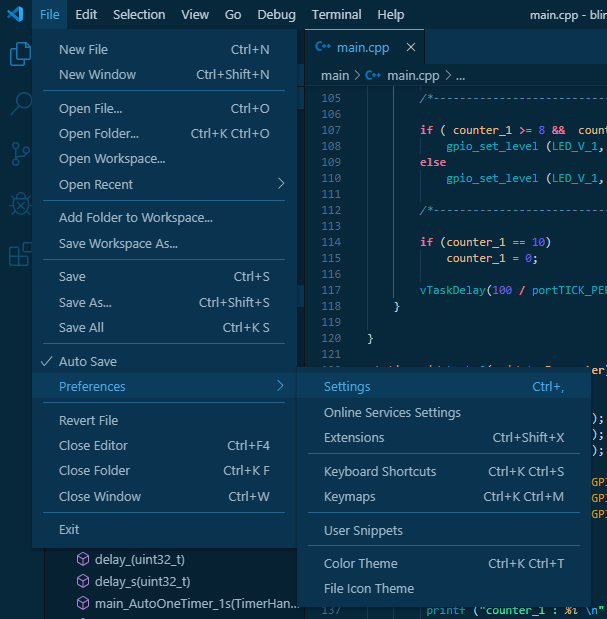 File Edit Selection View Go Debug Terminal Help main.cpp - blin
New File Ctrl+N
New Window Ctrl+Shift+N
Open File... Ctrl+O
Open Folder... Ctrl+K Ctrl+O
Open Workspace...
Open Recent
Add Folder to Workspace...
Save Workspace As...
Save Ctrl+S
Save As... Ctrl+Shift+S
Save All Ctrl+K S
Auto Save
Preferences
Revert File
Close Editor Ctrl+F4
Close Folder Ctrl+K F
Close Window Ctrl+W
Exit
Settings Ctrl+,
Online Services Settings
Extensions Ctrl+Shift+X
Keyboard Shortcuts Ctrl+K Ctrl+S
Keymaps Ctrl+K Ctrl+M
User Snippets
Color Theme Ctrl+K Ctrl+T
File Icon Theme
main.cpp
main > main.cpp > ...
105 /*---------------------------
106
107 if ( counter_1 >= 8 && coun
108 gpio_set_level (LED_V_1,
109 else
110 gpio_set_level (LED_V_1,
111
112 /*---------------------------
113
114 if (counter_1 == 10)
115 counter_1 = 0;
116
117 vTaskDelay(100 / portTICK_PE
118 }
119
120 }
121
);
);
);
GPI
GPI
GPI
137 printf ("counter_1 : %i \n"
delay_(uint32_t)
delay_s(uint32_t)
main_AutoOneTimer_1s(TimerHan...